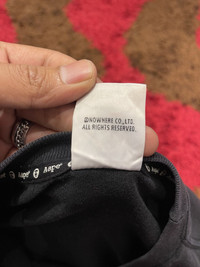 ©NOWHERE CO.,LTD.
ALL RIGHTS RESERVED.